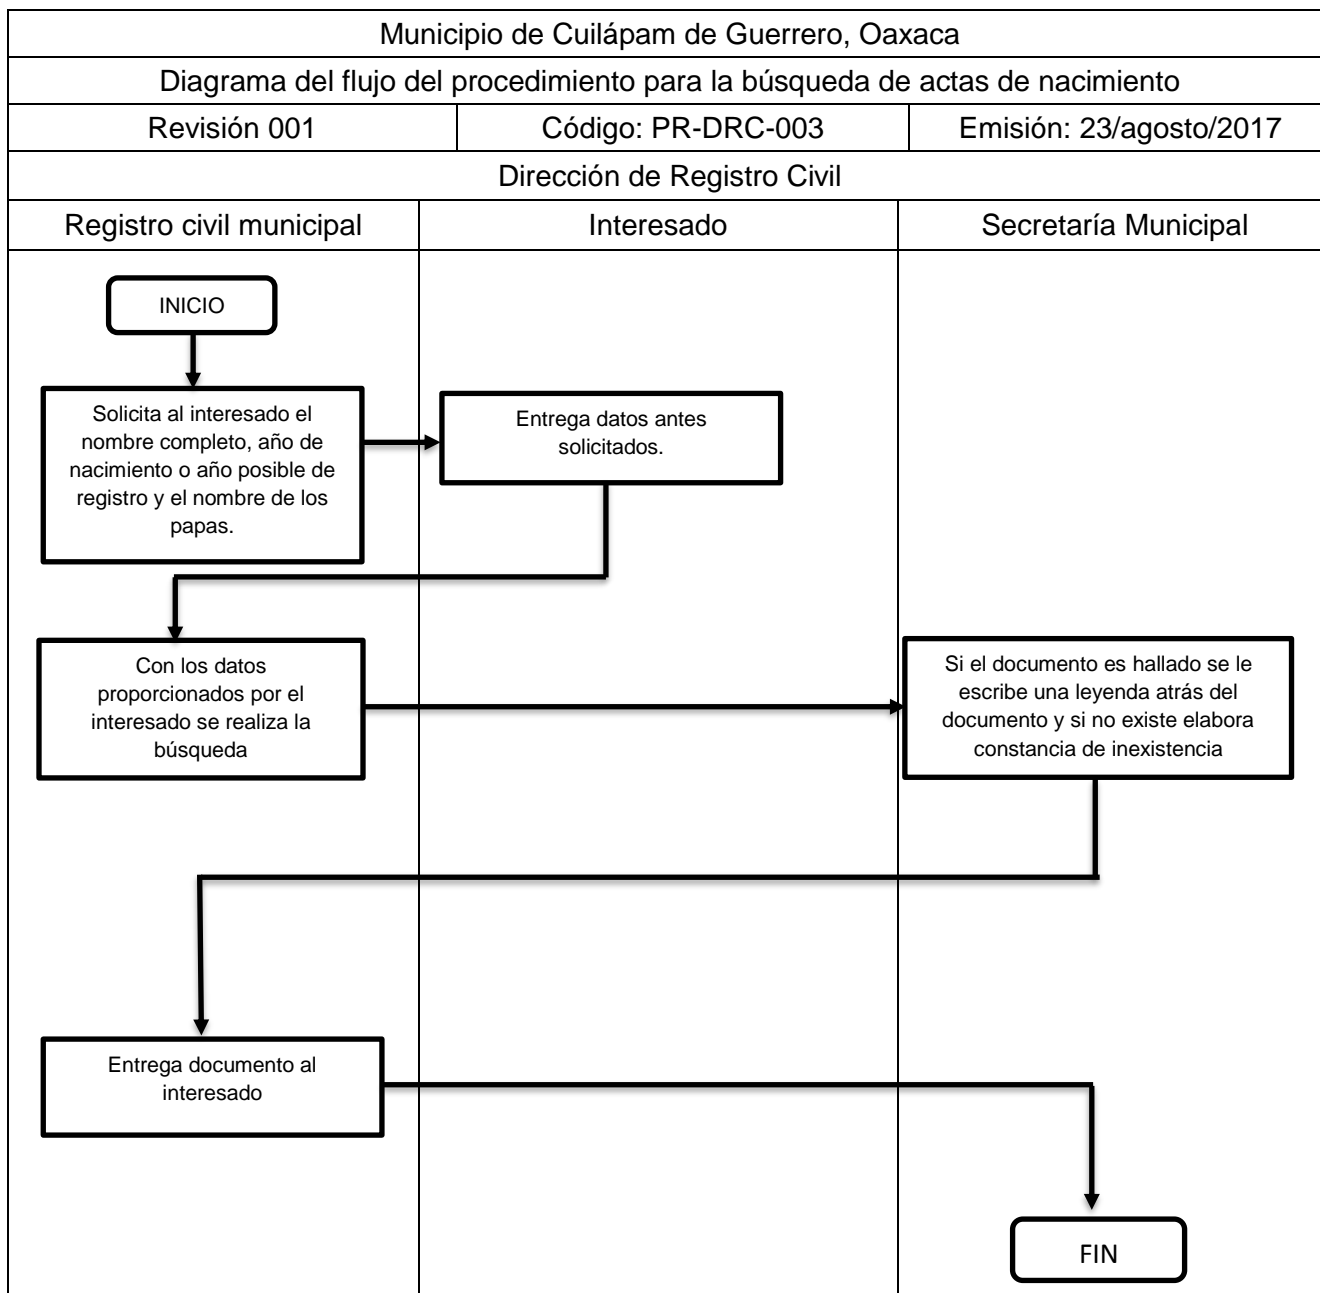 Municipio de Cuilápam de Guerrero, Oaxaca
Diagrama del flujo del procedimiento para la búsqueda de actas de nacimiento
Revisión 001
Código: PR-DRC-003
Emisión: 23/agosto/2017
Dirección de Registro Civil
Registro civil municipal
Interesado
Secretaría Municipal
INICIO
Solicita al interesado el
nombre completo, año de
nacimiento o año posible de
registro y el nombre de los
papas.
Entrega datos antes
solicitados.
Con los datos
proporcionados por el
interesado se realiza la
búsqueda
Si el documento es hallado se le
escribe una leyenda atrás del
documento y si no existe elabora
constancia de inexistencia
Entrega documento al
interesado
FIN